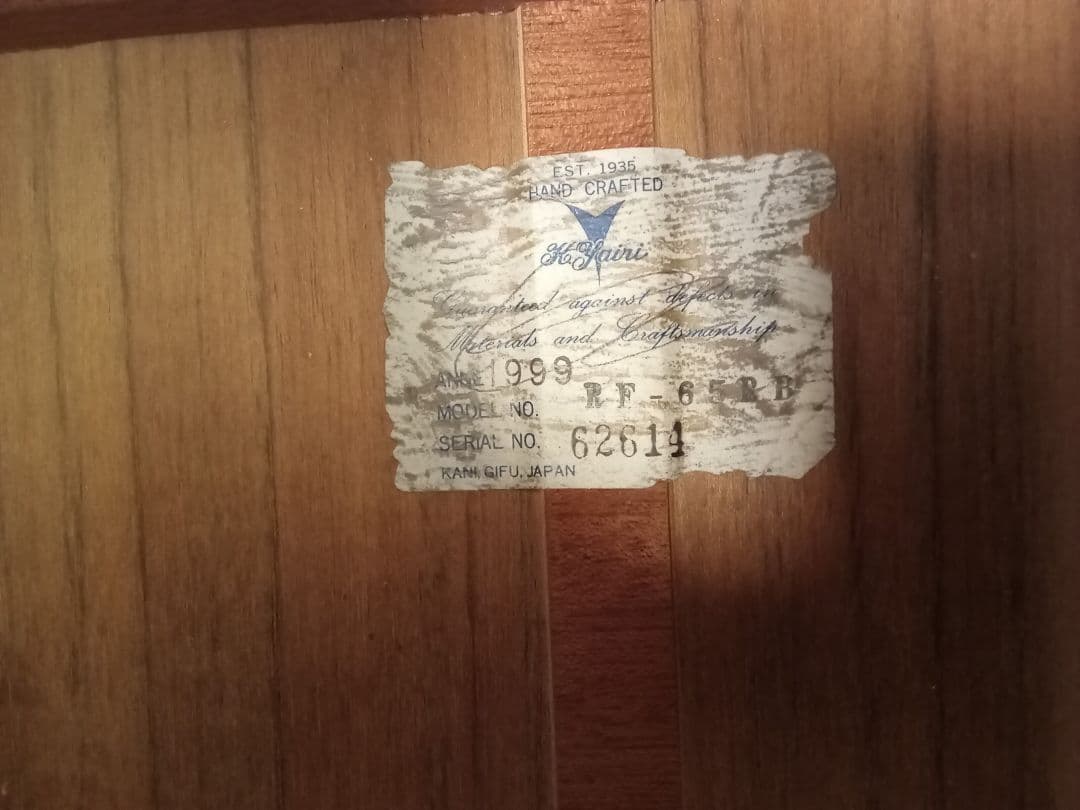 EST. 1935
HAND CRAFTED
K.Yairi
Guaranteed against defects in
Materials and Craftsmanship
ANNE 1999
MODEL NO. RF-65RB
SERIAL NO. 62614
KANI, GIFU, JAPAN